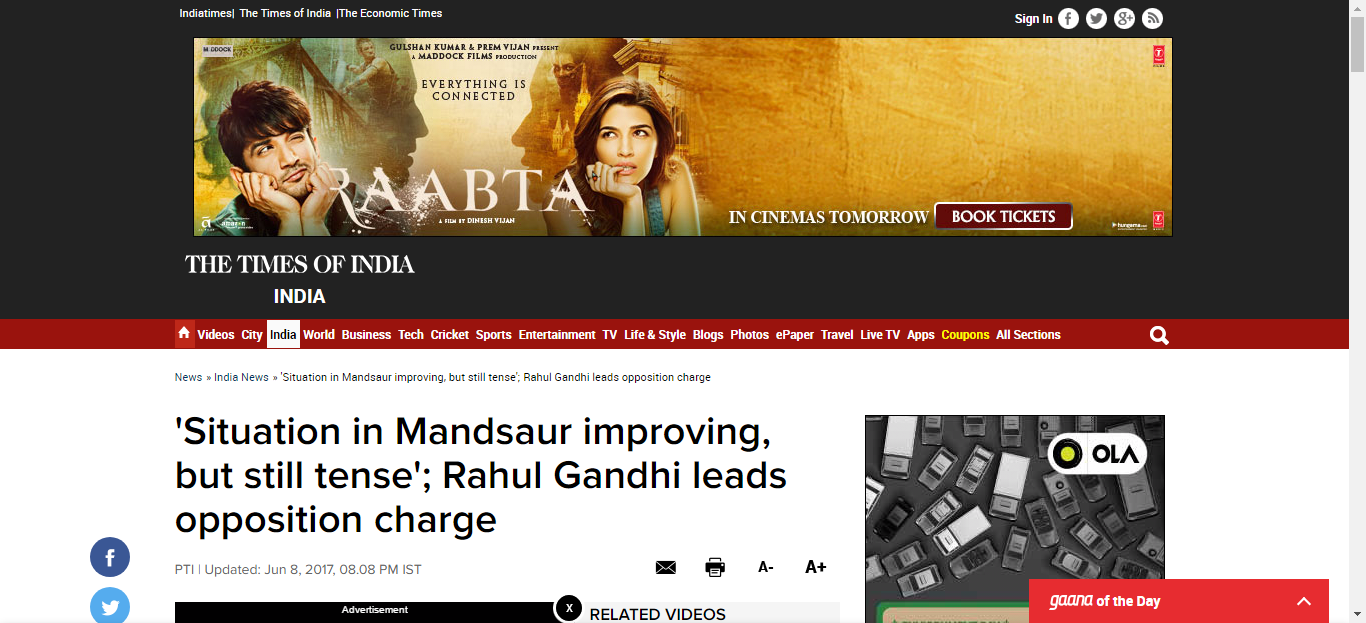 Indiatimes| The Times of India |The Economic Times
Sign In
MADDOCK
GULSHAN KUMAR & PREM VIJAN PRESENT
A MADDOCK FILMS PRODUCTION
EVERYTHING IS
CONNECTED
RAABTA
A FILM BY DINESH VIJAN
IN CINEMAS TOMORROW BOOK TICKETS
hungama.com
THE TIMES OF INDIA
INDIA
Videos City India World Business Tech Cricket Sports Entertainment TV Life & Style Blogs Photos ePaper Travel Live TV Apps Coupons All Sections
News » India News » 'Situation in Mandsaur improving, but still tense'; Rahul Gandhi leads opposition charge
'Situation in Mandsaur improving,
but still tense'; Rahul Gandhi leads
opposition charge
PTI | Updated: Jun 8, 2017, 08.08 PM IST
A- A+
Advertisement
X
RELATED VIDEOS
OLA
gaana of the Day